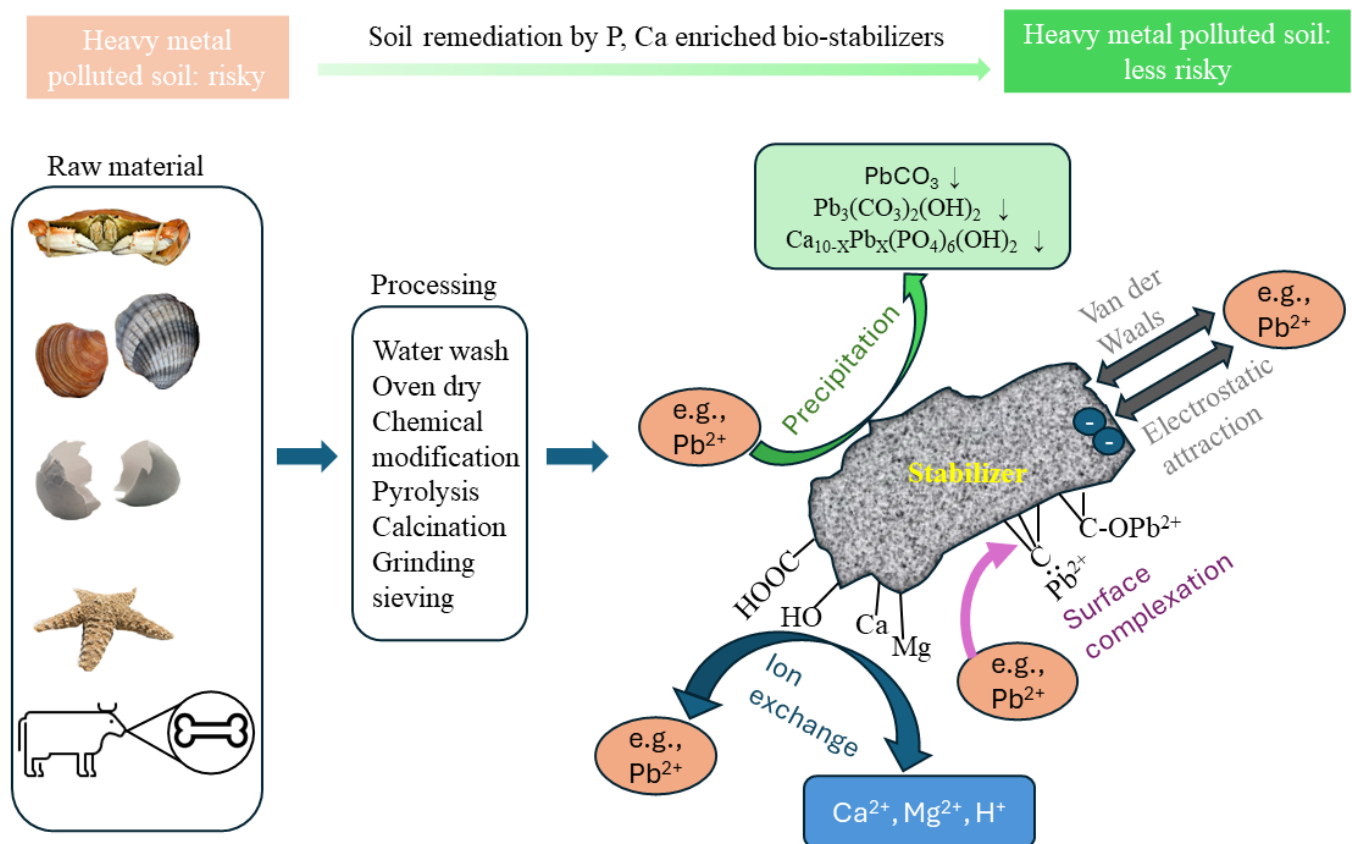 Heavy metal
polluted soil: risky
Soil remediation by P, Ca enriched bio-stabilizers
Heavy metal polluted soil:
less risky
Raw material
Processing
Water wash
Oven dry
Chemical
modification
Pyrolysis
Calcination
Grinding
sieving
PbCO₃ ↓
Pb₃(CO₃)₂(OH)₂ ↓
Ca₁₀₋ₓPbₓ(PO₄)₆(OH)₂ ↓
e.g.,
Pb²⁺
Precipitation
Van der
Waals
e.g.,
Pb²⁺
Electrostatic
attraction
-
-
Stabilizer
HOOC
HO
Ca
Mg
C
Pb²⁺
C-OPb²⁺
Surface
complexation
e.g.,
Pb²⁺
Ion
exchange
e.g.,
Pb²⁺
Ca²⁺, Mg²⁺, H⁺